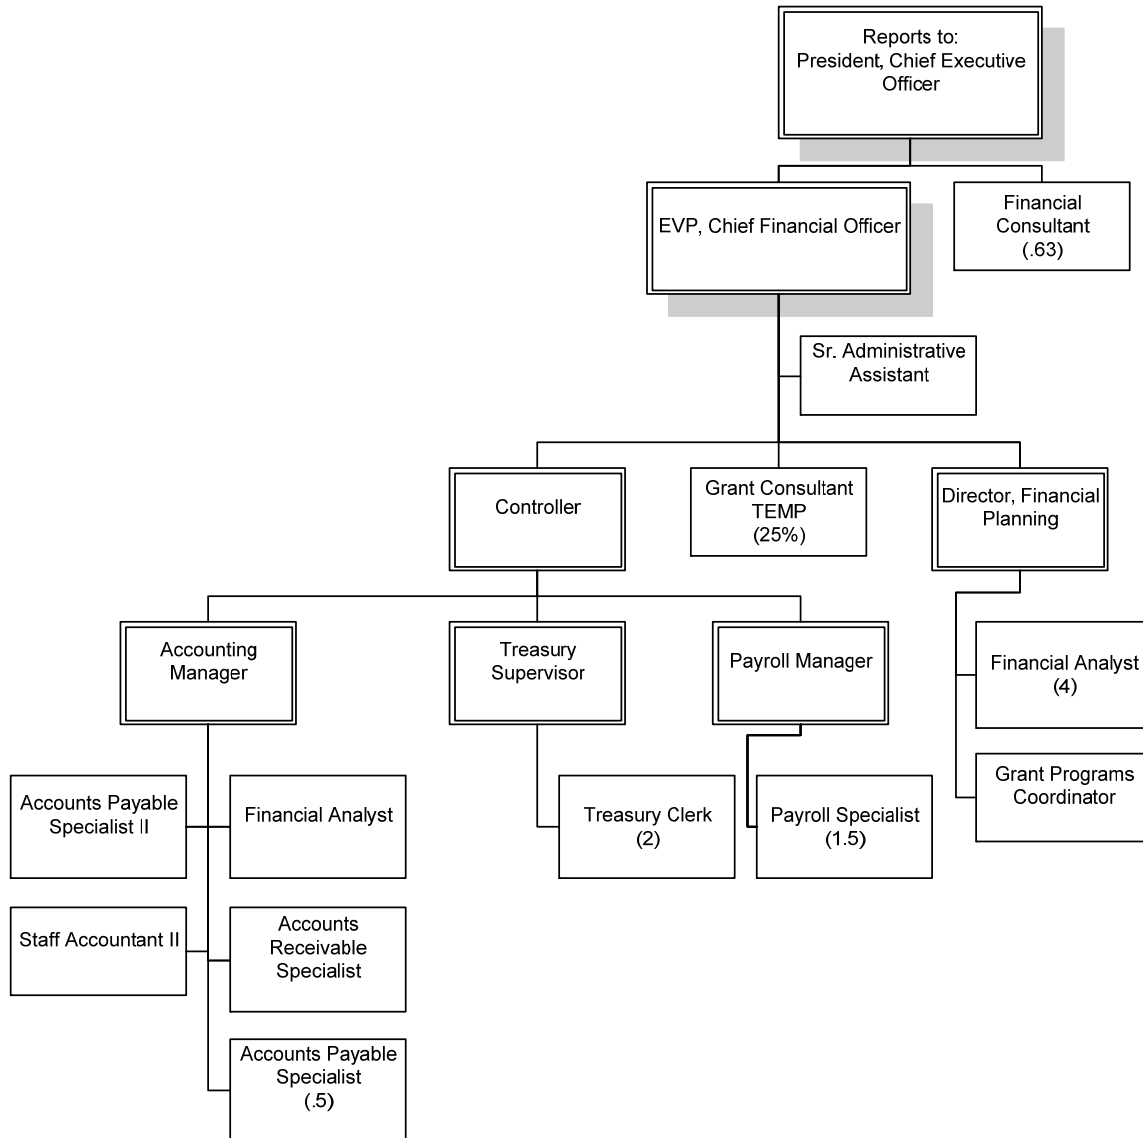 Reports to:
President, Chief Executive
Officer
EVP, Chief Financial Officer
Financial
Consultant
(.63)
Sr. Administrative
Assistant
Controller
Grant Consultant
TEMP
(25%)
Director, Financial
Planning
Accounting
Manager
Treasury
Supervisor
Payroll Manager
Financial Analyst
(4)
Grant Programs
Coordinator
Accounts Payable
Specialist II
Financial Analyst
Treasury Clerk
(2)
Payroll Specialist
(1.5)
Staff Accountant II
Accounts
Receivable
Specialist
Accounts Payable
Specialist
(.5)